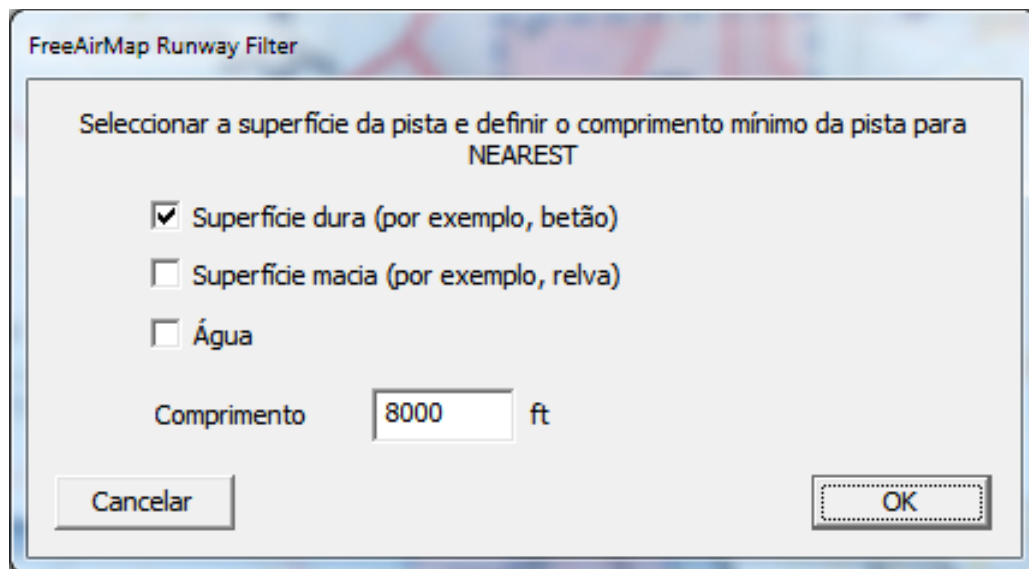 FreeAirMap Runway Filter
Seleccionar a superfície da pista e definir o comprimento mínimo da pista para
NEAREST
Superfície dura (por exemplo, betão)
Superfície macia (por exemplo, relva)
Água
Comprimento 8000 ft
Cancelar OK